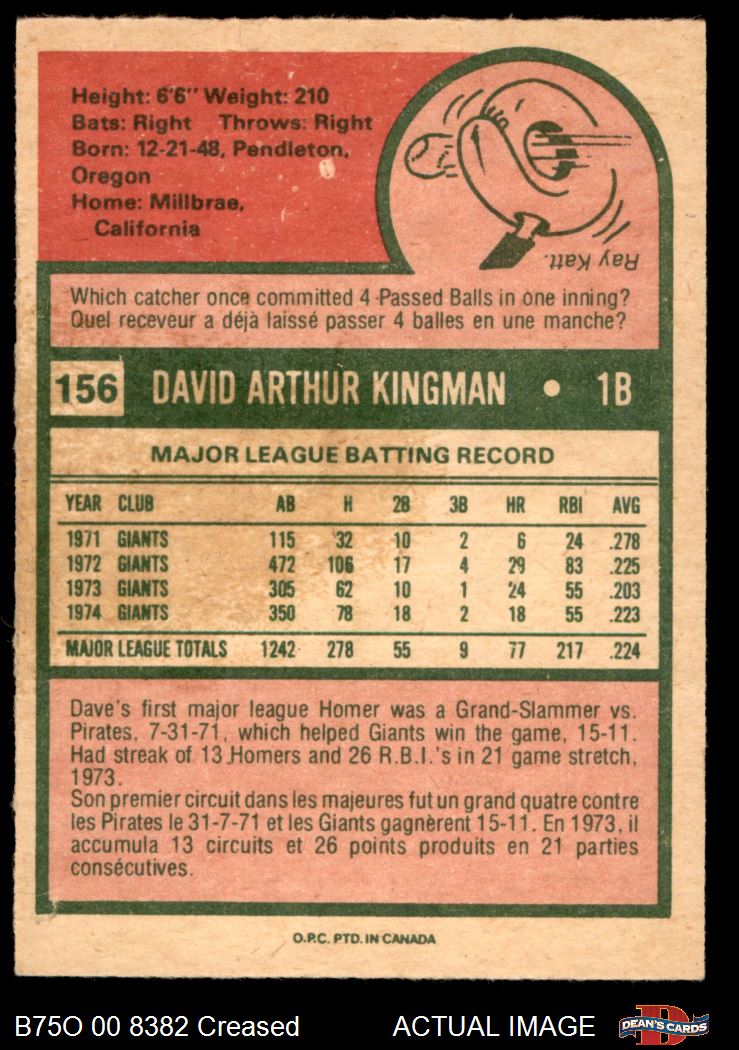 Height: 6'6" Weight: 210
Bats: Right Throws: Right
Born: 12-21-48, Pendleton,
Oregon
Home: Millbrae,
California
Ray Katt.
Which catcher once committed 4 Passed Balls in one inning?
Quel receveur a déjà laissé passer 4 balles en une manche?
156 DAVID ARTHUR KINGMAN • 1B
MAJOR LEAGUE BATTING RECORD
YEAR CLUB AB H 2B 3B HR RBI AVG
1971 GIANTS 115 32 10 2 6 24 .278
1972 GIANTS 472 106 17 4 29 83 .225
1973 GIANTS 305 62 10 1 24 55 .203
1974 GIANTS 350 78 18 2 18 55 .223
MAJOR LEAGUE TOTALS 1242 278 55 9 77 217 .224
Dave's first major league Homer was a Grand-Slammer vs.
Pirates, 7-31-71, which helped Giants win the game, 15-11.
Had streak of 13 Homers and 26 R.B.I.'s in 21 game stretch,
1973.
Son premier circuit dans les majeures fut un grand quatre contre
les Pirates le 31-7-71 et les Giants gagnèrent 15-11. En 1973, il
accumula 13 circuits et 26 points produits en 21 parties
consécutives.
O.P.C. PTD. IN CANADA
B75O 00 8382 Creased ACTUAL IMAGE
D
DEAN'S CARDS